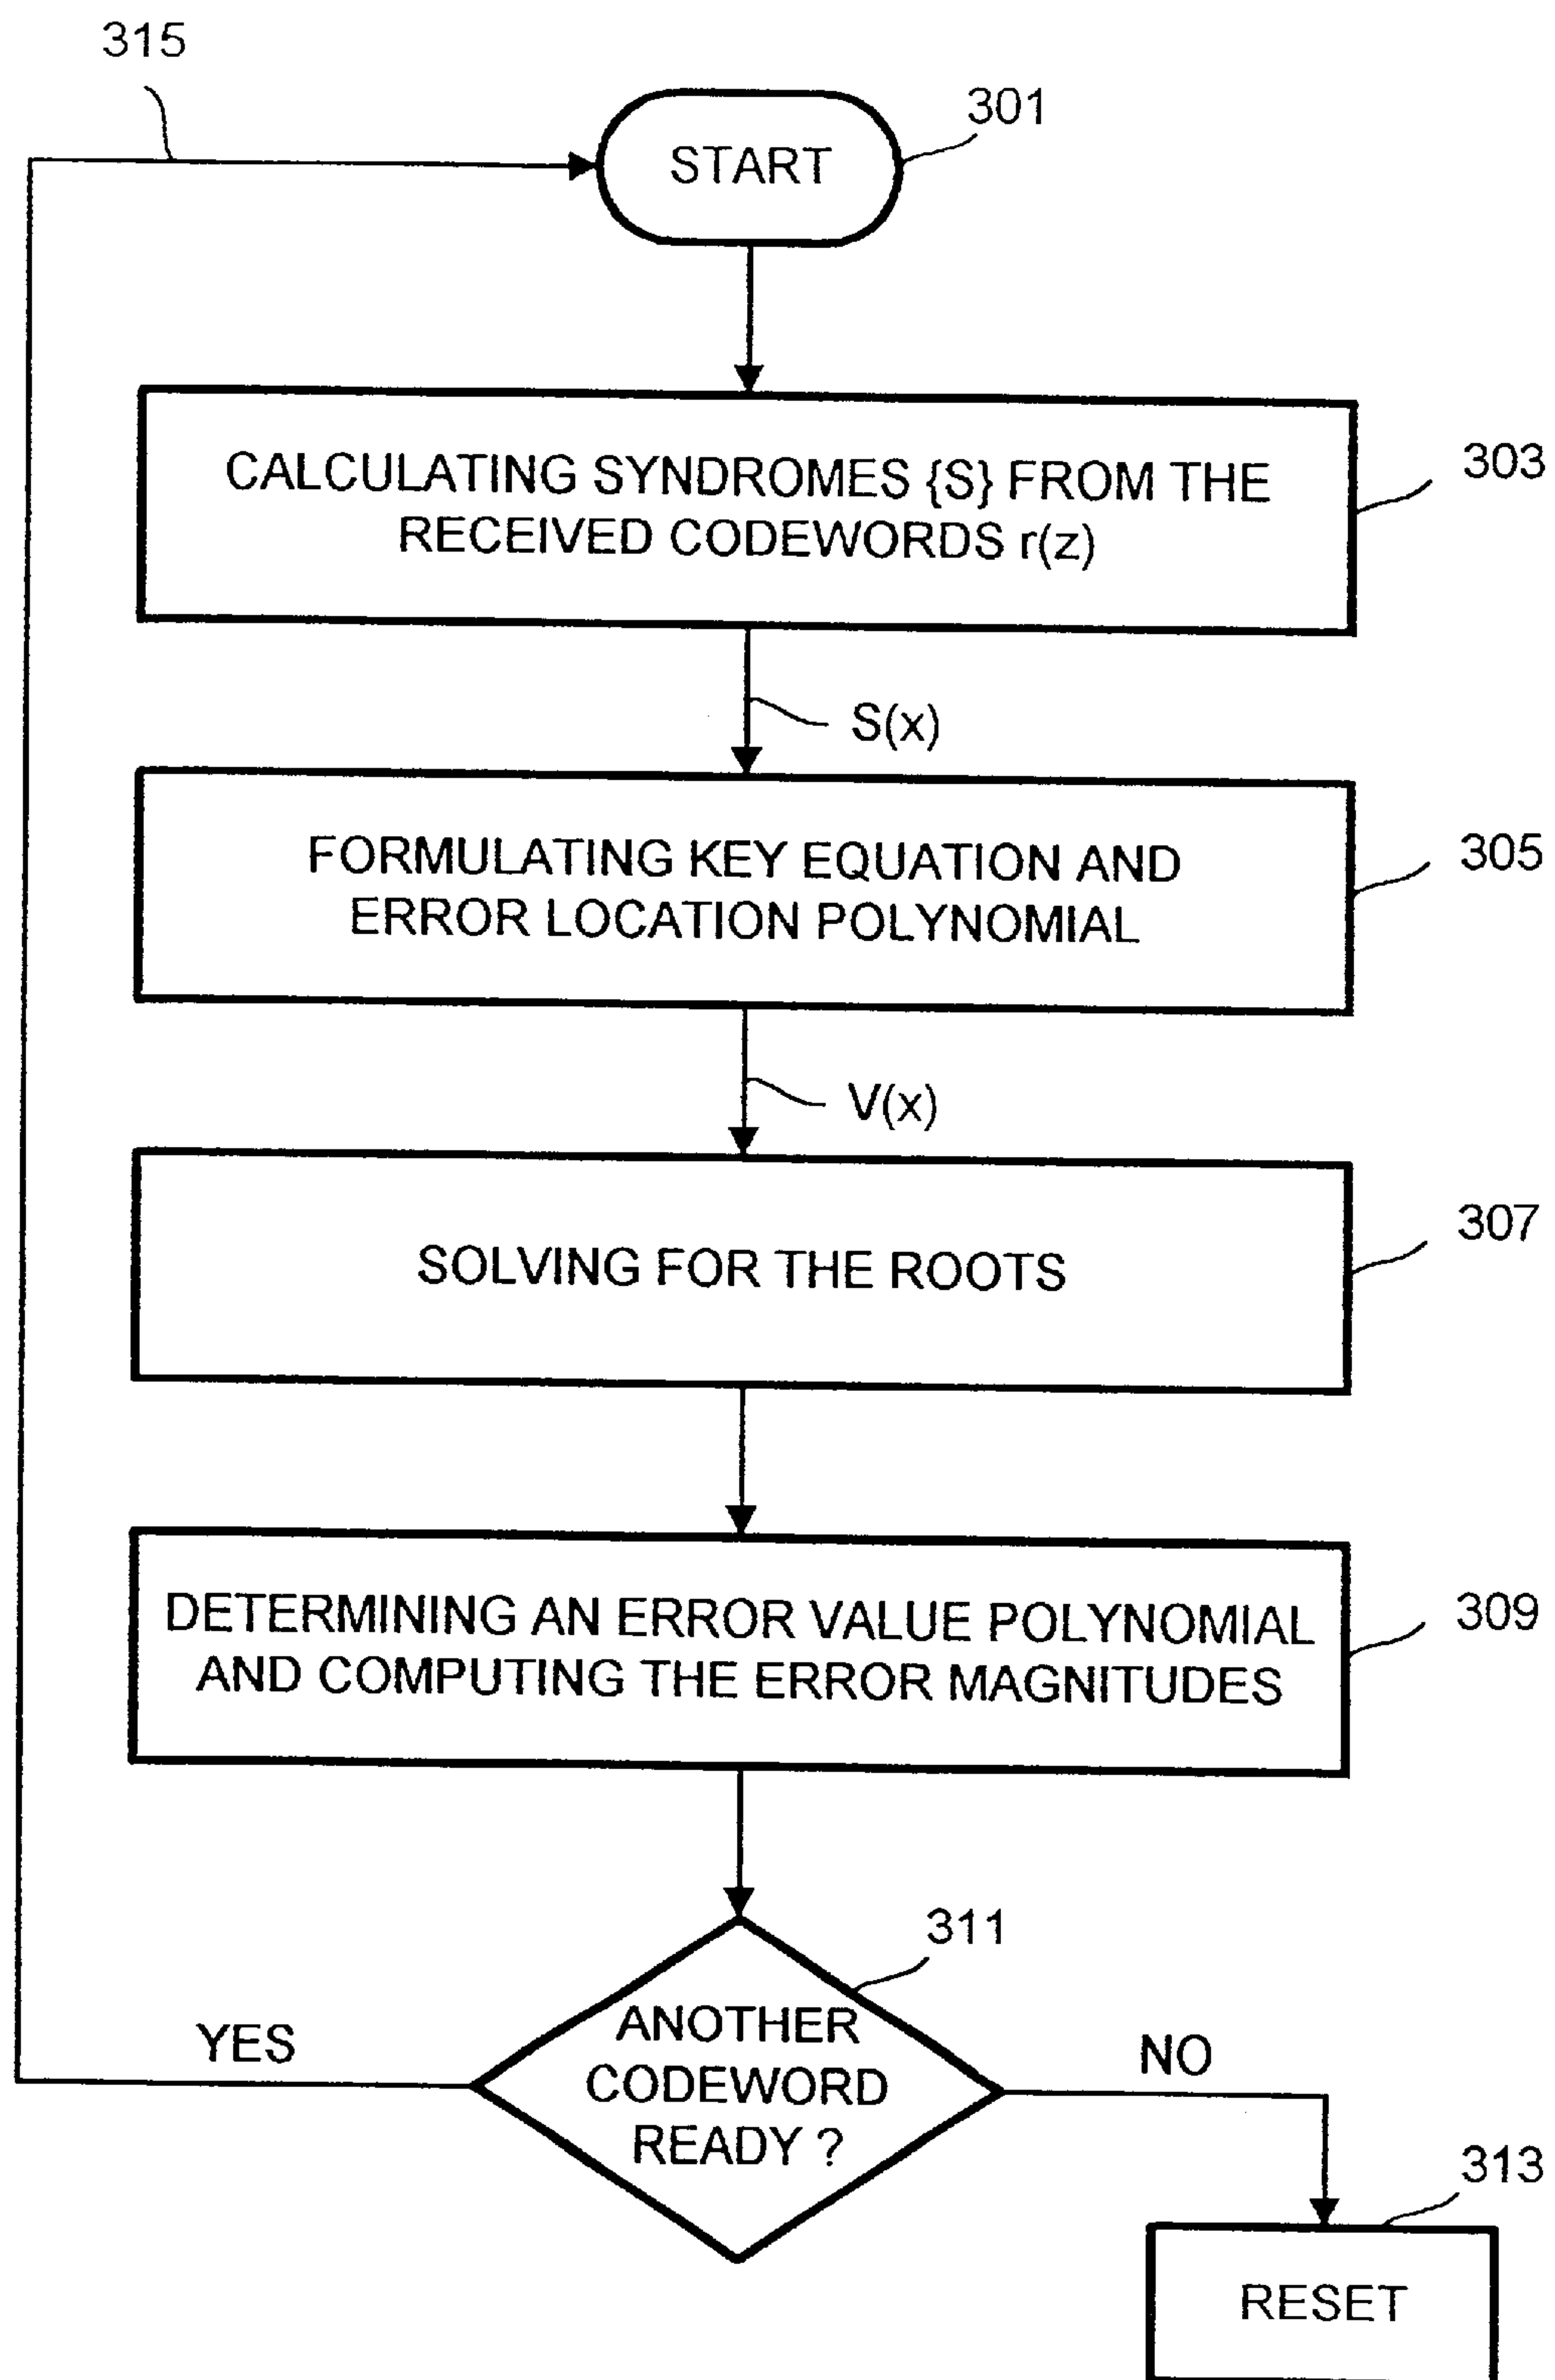 315
301
START
CALCULATING SYNDROMES {S} FROM THE
RECEIVED CODEWORDS r(z)
303
S(x)
FORMULATING KEY EQUATION AND
ERROR LOCATION POLYNOMIAL
305
V(x)
SOLVING FOR THE ROOTS
307
DETERMINING AN ERROR VALUE POLYNOMIAL
AND COMPUTING THE ERROR MAGNITUDES
309
311
ANOTHER
CODEWORD
READY ?
YES
NO
313
RESET